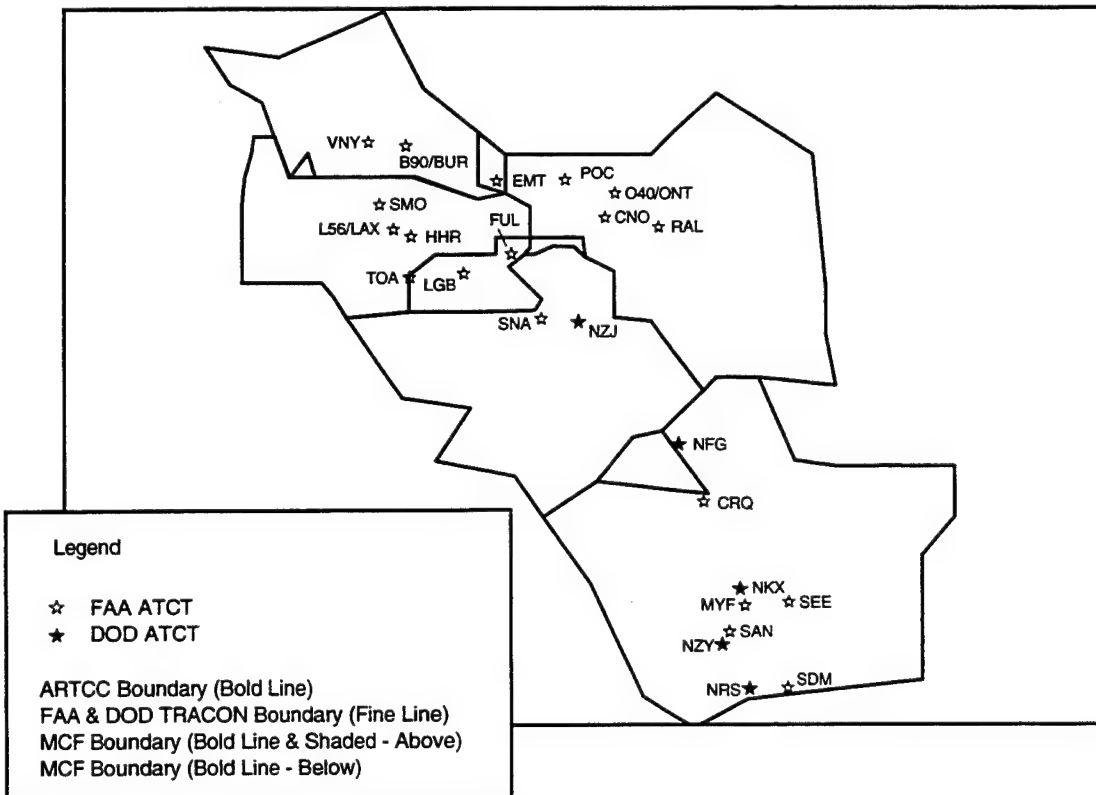 VNY
B90/BUR
EMT
POC
O40/ONT
SMO
CNO
RAL
FUL
L56/LAX
HHR
TOA
LGB
SNA
NZJ
NFG
CRQ
NKX
MYF
SEE
SAN
NZY
NRS
SDM
Legend
FAA ATCT
DOD ATCT
ARTCC Boundary (Bold Line)
FAA & DOD TRACON Boundary (Fine Line)
MCF Boundary (Bold Line & Shaded - Above)
MCF Boundary (Bold Line - Below)